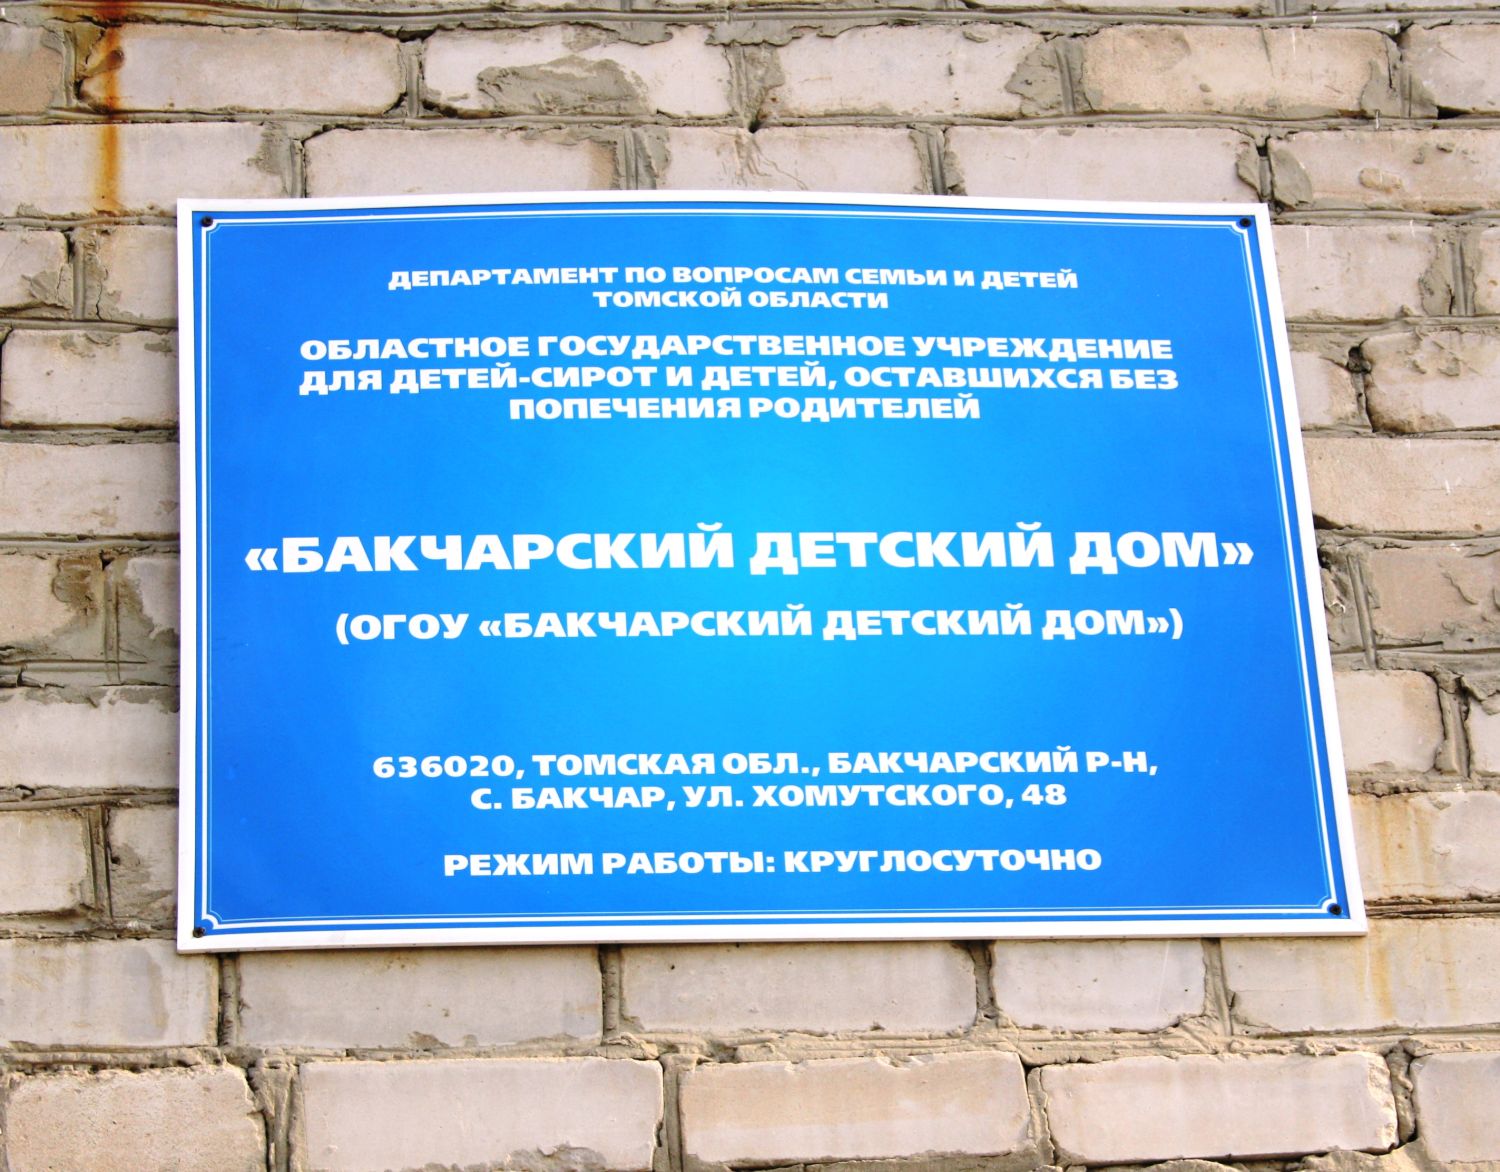 ДЕПАРТАМЕНТ ПО ВОПРОСАМ СЕМЬИ И ДЕТЕЙ
ТОМСКОЙ ОБЛАСТИ
ОБЛАСТНОЕ ГОСУДАРСТВЕННОЕ УЧРЕЖДЕНИЕ
ДЛЯ ДЕТЕЙ-СИРОТ И ДЕТЕЙ, ОСТАВШИХСЯ БЕЗ
ПОПЕЧЕНИЯ РОДИТЕЛЕЙ
«БАКЧАРСКИЙ ДЕТСКИЙ ДОМ»
(ОГОУ «БАКЧАРСКИЙ ДЕТСКИЙ ДОМ»)
636020, ТОМСКАЯ ОБЛ., БАКЧАРСКИЙ Р-Н,
С. БАКЧАР, УЛ. ХОМУТСКОГО, 48
РЕЖИМ РАБОТЫ: КРУГЛОСУТОЧНО